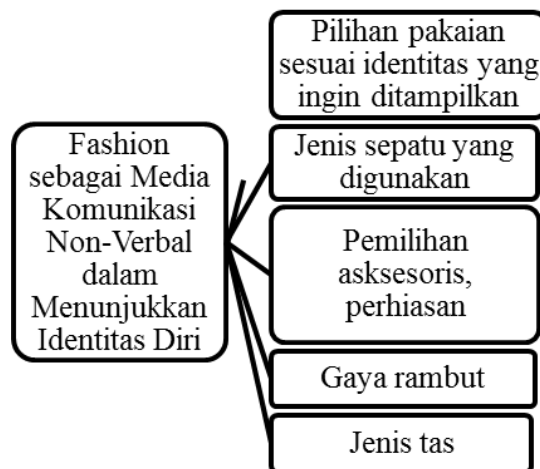 Fashion
sebagai Media
Komunikasi
Non-Verbal
dalam
Menunjukkan
Identitas Diri
Pilihan pakaian
sesuai identitas yang
ingin ditampilkan
Jenis sepatu yang
digunakan
Pemilihan
asksesoris,
perhiasan
Gaya rambut
Jenis tas